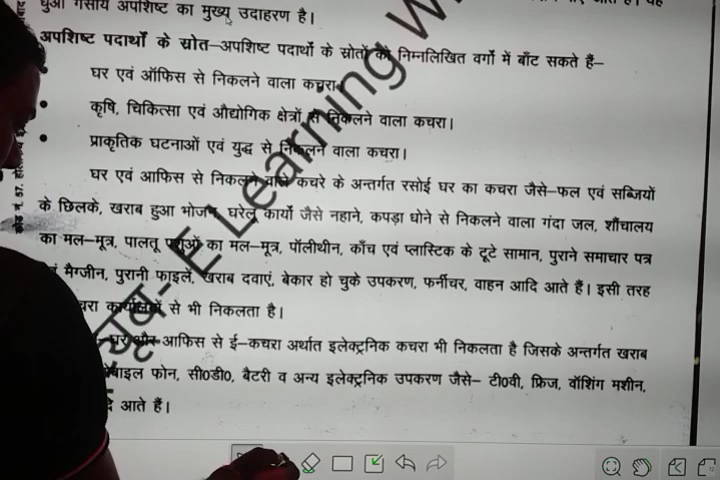 धुआँ गैसीय अपशिष्ट का मुख्य उदाहरण है।
अपशिष्ट पदार्थों के स्रोत–अपशिष्ट पदार्थों के स्रोतों को निम्नलिखित वर्गों में बाँट सकते हैं–
घर एवं ऑफिस से निकलने वाला कचरा।
कृषि, चिकित्सा एवं औद्योगिक क्षेत्रों से निकलने वाला कचरा।
प्राकृतिक घटनाओं एवं युद्ध से निकलने वाला कचरा।
घर एवं आफिस से निकलने वाले कचरे के अन्तर्गत रसोई घर का कचरा जैसे–फल एवं सब्जियों
के छिलके, खराब हुआ भोजन, घरेलू कार्यों जैसे नहाने, कपड़ा धोने से निकलने वाला गंदा जल, शौचालय
का मल–मूत्र, पालतू पशुओं का मल–मूत्र, पॉलीथीन, काँच एवं प्लास्टिक के टूटे सामान, पुराने समाचार पत्र
मैग्जीन, पुरानी फाइलें, खराब दवाएं, बेकार हो चुके उपकरण, फर्नीचर, वाहन आदि आते हैं। इसी तरह
कार्यालयों से भी निकलता है।
घर और आफिस से ई–कचरा अर्थात इलेक्ट्रनिक कचरा भी निकलता है जिसके अन्तर्गत खराब
फोन, सी0डी0, बैटरी व अन्य इलेक्ट्रनिक उपकरण जैसे– टी0वी, फ्रिज, वॉशिंग मशीन,
आते हैं।
E Learning